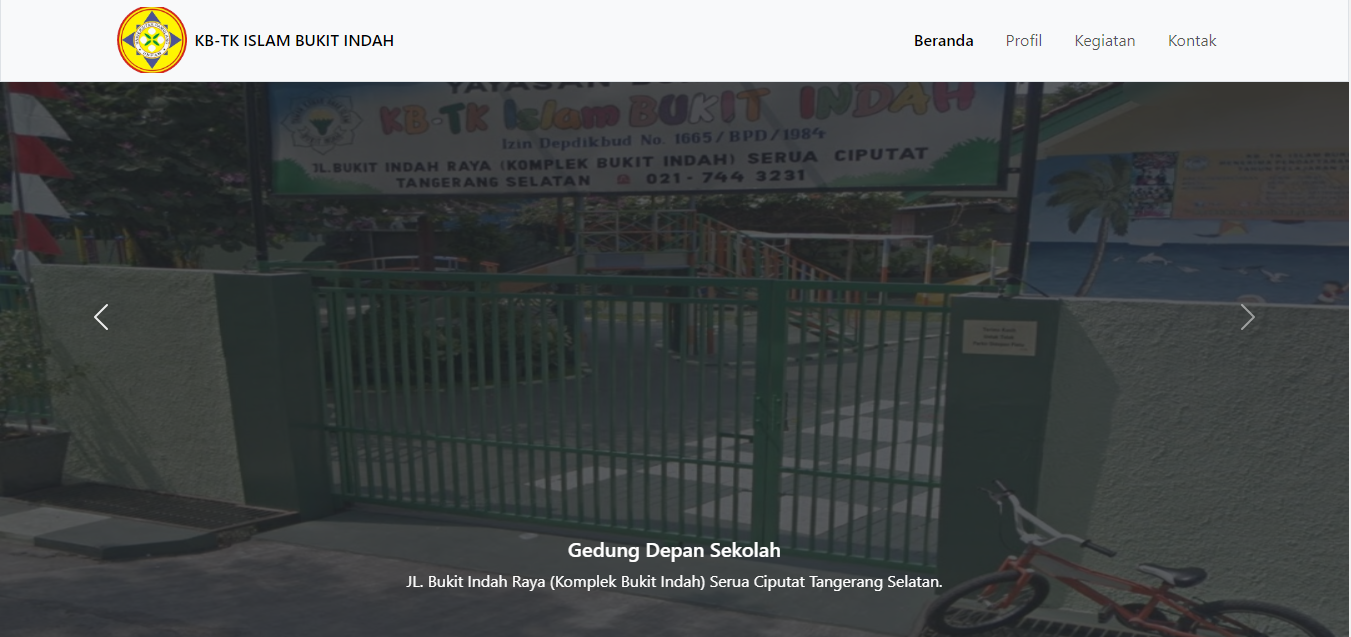 KB-TK ISLAM BUKIT INDAH
Beranda Profil Kegiatan Kontak
YAYASAN
KB-TK Islam BUKIT INDAH
Izin Depdikbud No. 1665/BPD/1984
JL.BUKIT INDAH RAYA (KOMPLEK BUKIT INDAH) SERUA CIPUTAT
TANGERANG SELATAN ☎ 021- 744 3231
Gedung Depan Sekolah
JL. Bukit Indah Raya (Komplek Bukit Indah) Serua Ciputat Tangerang Selatan.